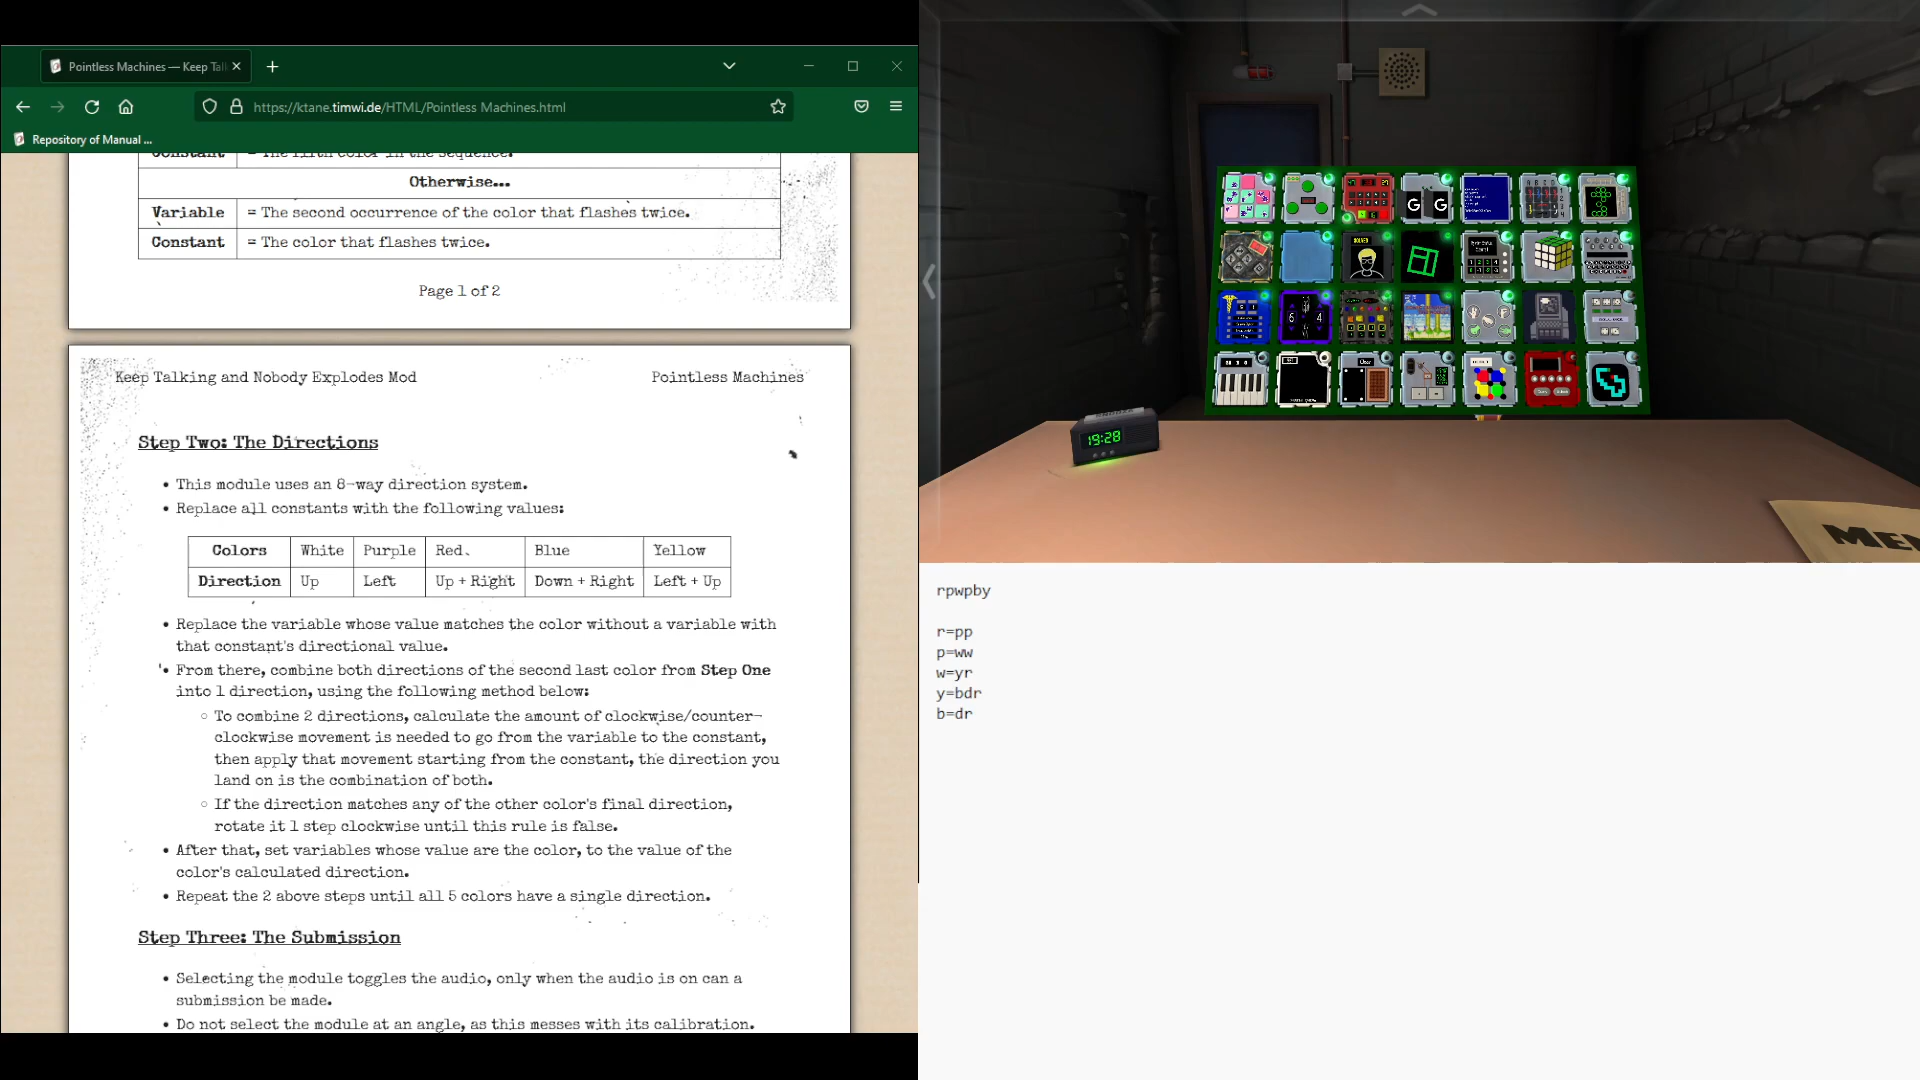 Pointless Machines — Keep Tal
https://ktane.timwi.de/HTML/Pointless Machines.html
Repository of Manual ...
Constant = The fifth color in the sequence.
Otherwise...
Variable = The second occurrence of the color that flashes twice.
Constant = The color that flashes twice.
Page 1 of 2
Keep Talking and Nobody Explodes Mod Pointless Machines
Step Two: The Directions
• This module uses an 8-way direction system.
• Replace all constants with the following values:
Colors White Purple Red Blue Yellow
Direction Up Left Up + Right Down + Right Left + Up
• Replace the variable whose value matches the color without a variable with
that constant's directional value.
• From there, combine both directions of the second last color from Step One
into 1 direction, using the following method below:
○ To combine 2 directions, calculate the amount of clockwise/counter-
clockwise movement is needed to go from the variable to the constant,
then apply that movement starting from the constant, the direction you
land on is the combination of both.
○ If the direction matches any of the other color's final direction,
rotate it 1 step clockwise until this rule is false.
• After that, set variables whose value are the color, to the value of the
color's calculated direction.
• Repeat the 2 above steps until all 5 colors have a single direction.
Step Three: The Submission
• Selecting the module toggles the audio, only when the audio is on can a
submission be made.
• Do not select the module at an angle, as this messes with its calibration.
G G
SOLVED
6 4
19:28
MEN
rpwpby
r=pp
p=ww
w=yr
y=bdr
b=dr